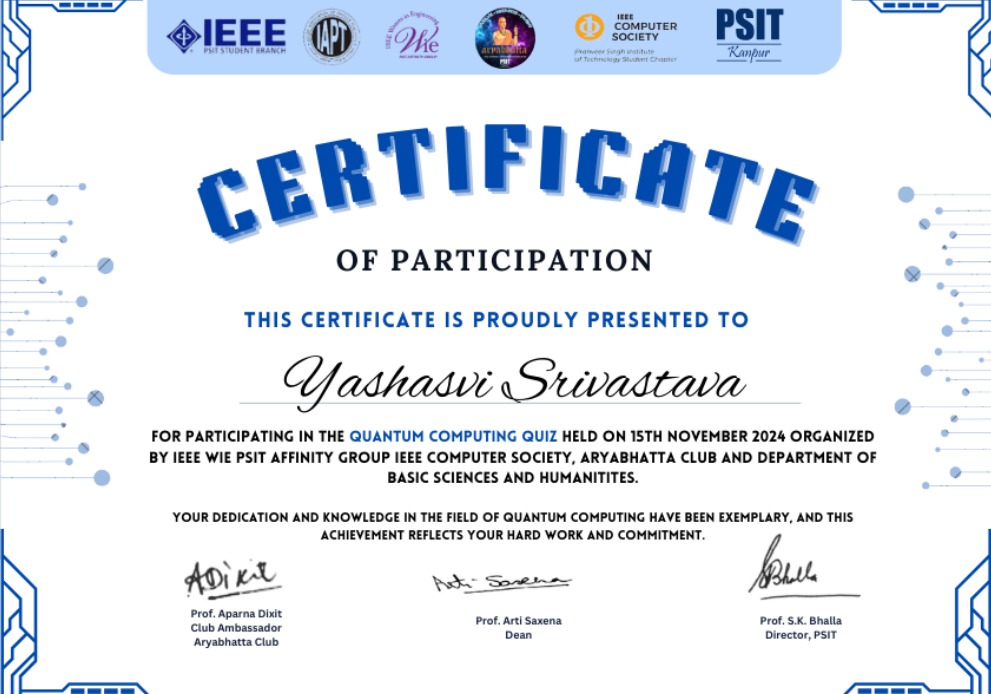 IEEE
PSIT STUDENT BRANCH
IAPT
IEEE Women in Engineering
WIE
PSIT AFFINITY GROUP
aryabhatta
PSIT
IEEE
COMPUTER
SOCIETY
Pranveer Singh Institute
of Technology Student Chapter
PSIT
Kanpur
CERTIFICATE
OF PARTICIPATION
THIS CERTIFICATE IS PROUDLY PRESENTED TO
Yashasvi Srivastava
FOR PARTICIPATING IN THE QUANTUM COMPUTING QUIZ HELD ON 15TH NOVEMBER 2024 ORGANIZED
BY IEEE WIE PSIT AFFINITY GROUP IEEE COMPUTER SOCIETY, ARYABHATTA CLUB AND DEPARTMENT OF
BASIC SCIENCES AND HUMANITITES.
YOUR DEDICATION AND KNOWLEDGE IN THE FIELD OF QUANTUM COMPUTING HAVE BEEN EXEMPLARY, AND THIS
ACHIEVEMENT REFLECTS YOUR HARD WORK AND COMMITMENT.
ADixit
Arti Saxena
SBhalla
Prof. Aparna Dixit
Club Ambassador
Aryabhatta Club
Prof. Arti Saxena
Dean
Prof. S.K. Bhalla
Director, PSIT